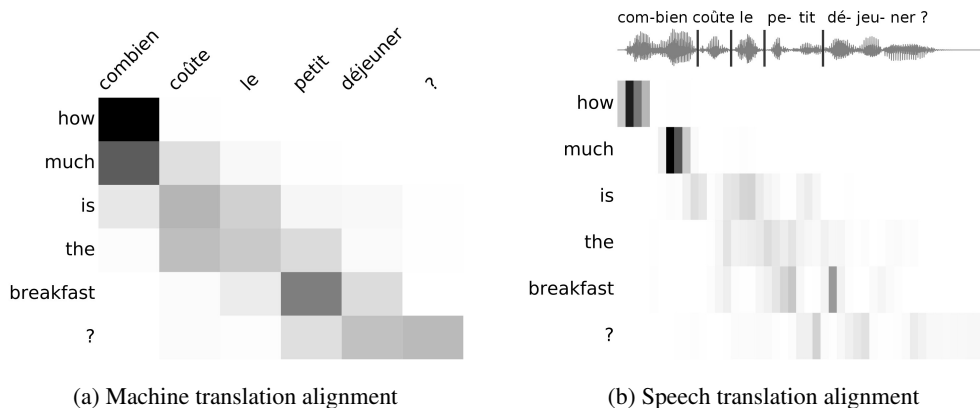 combien coûte le petit déjeuner ?
how
much
is
the
breakfast
?
(a) Machine translation alignment
com-bien coûte le pe- tit dé- jeu- ner ?
how
much
is
the
breakfast
?
(b) Speech translation alignment